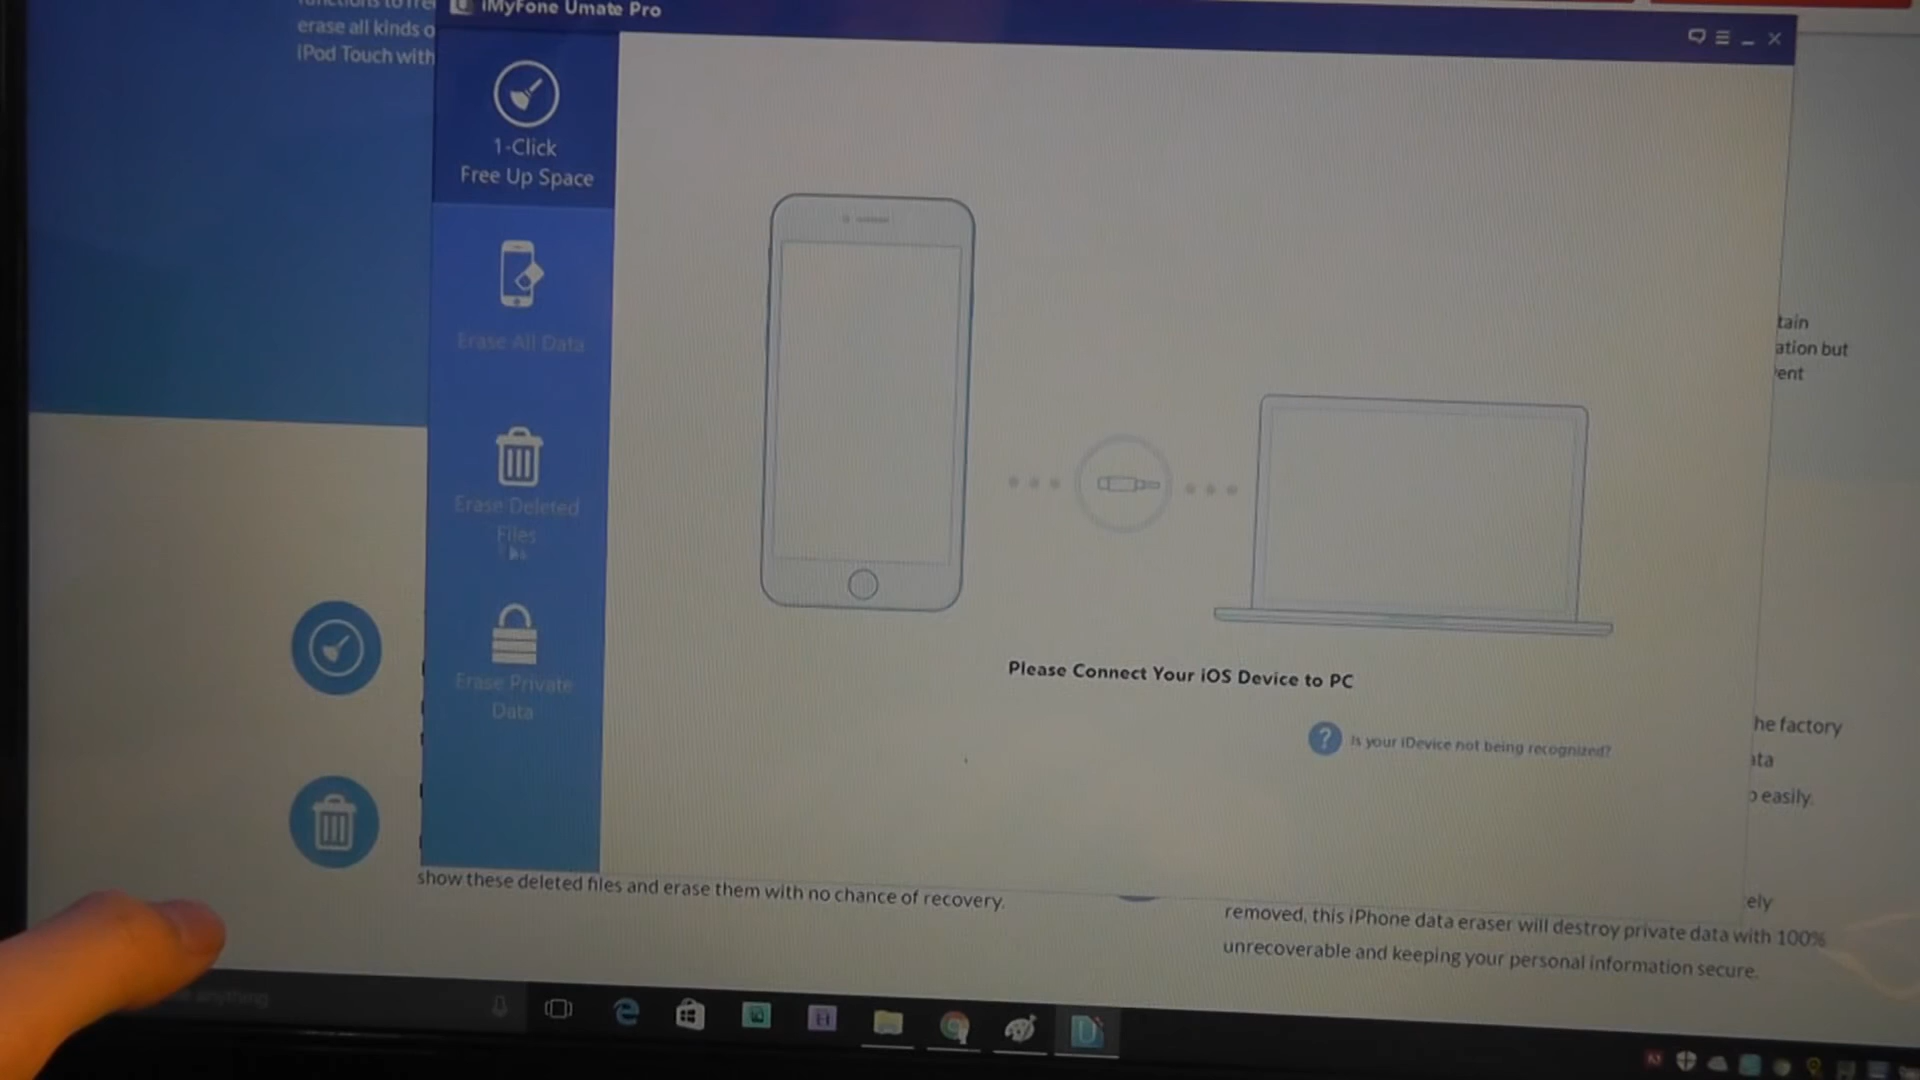 erase all kinds o
iPod Touch with
iMyFone Umate Pro
1-Click
Free Up Space
Erase All Data
Erase Deleted
Files
Erase Private
Data
Please Connect Your iOS Device to PC
? Is your iDevice not being recognized?
tain
ation but
ent
he factory
ata
o easily.
ely
show these deleted files and erase them with no chance of recovery.
removed, this iPhone data eraser will destroy private data with 100%
unrecoverable and keeping your personal information secure.
anything